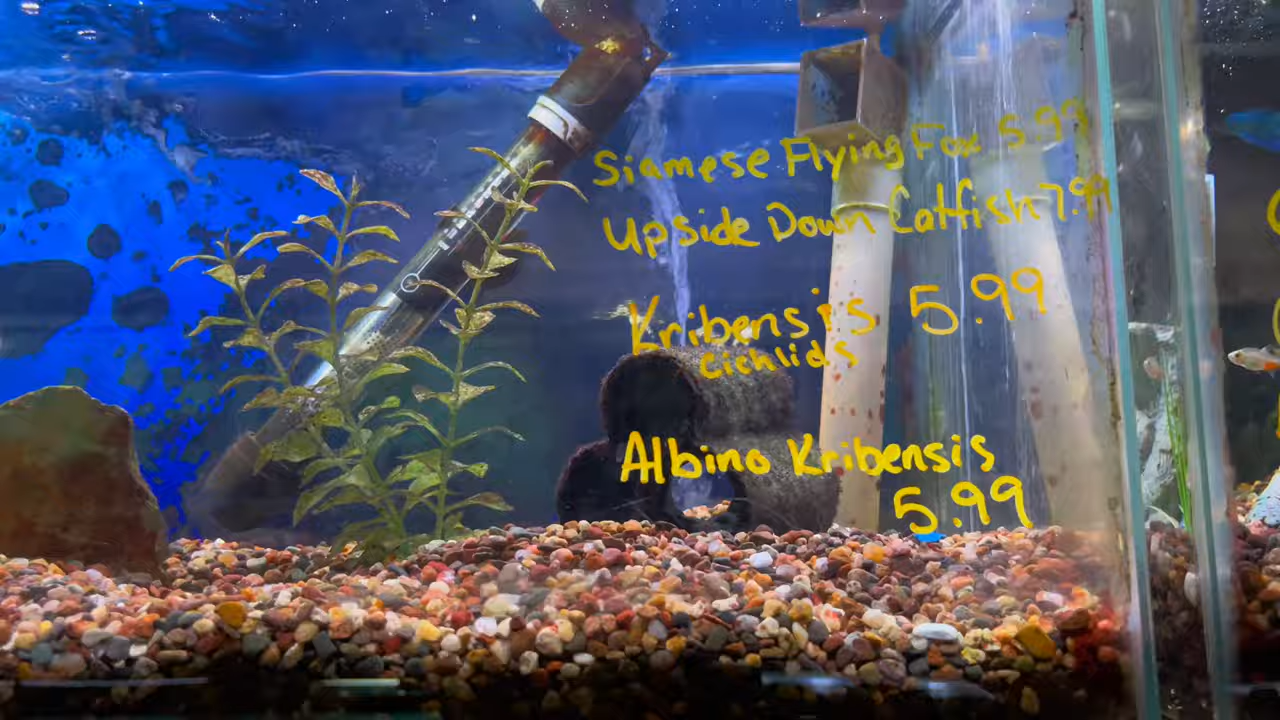 Siamese Flying Fox 5.99
Upside Down Catfish 7.99
Kribensis 5.99
cichlids
Albino Kribensis
5.99